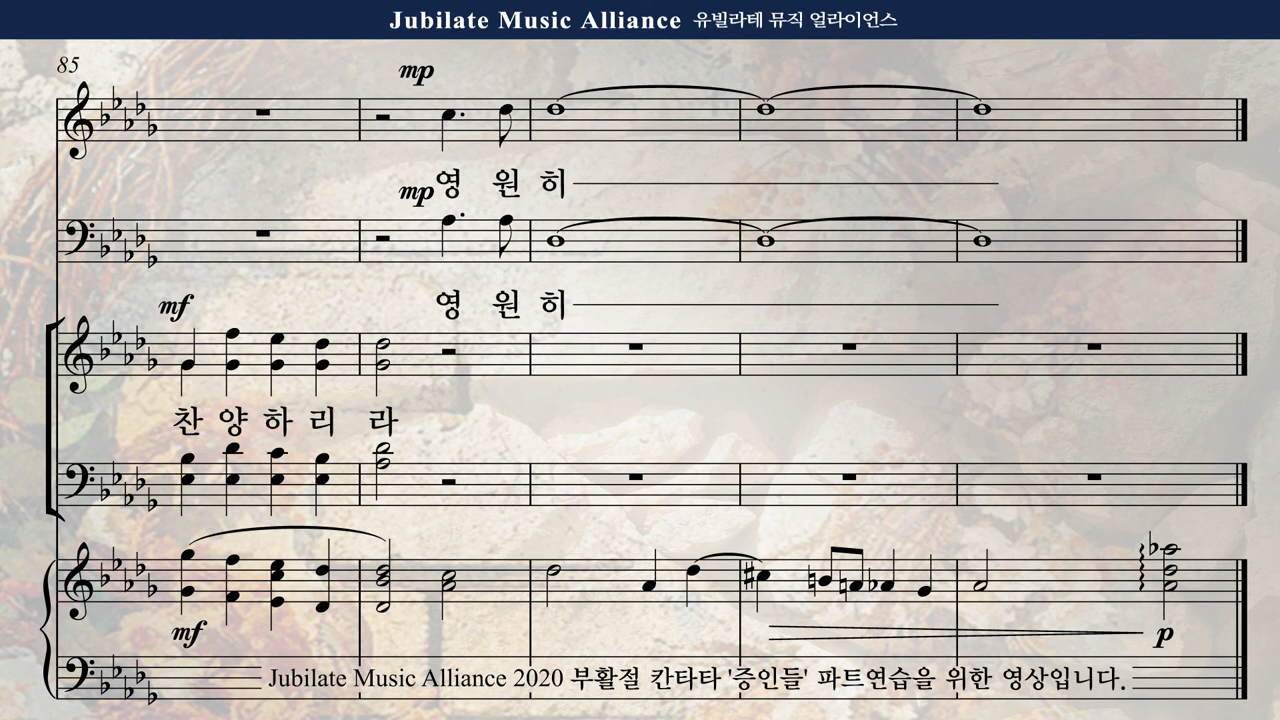 Jubilate Music Alliance 유빌라테 뮤직 얼라이언스
85
mp
영 원 히
mp
영 원 히
mf
찬 양 하 리 라
mf
p
Jubilate Music Alliance 2020 부활절 칸타타 '증인들' 파트연습을 위한 영상입니다.